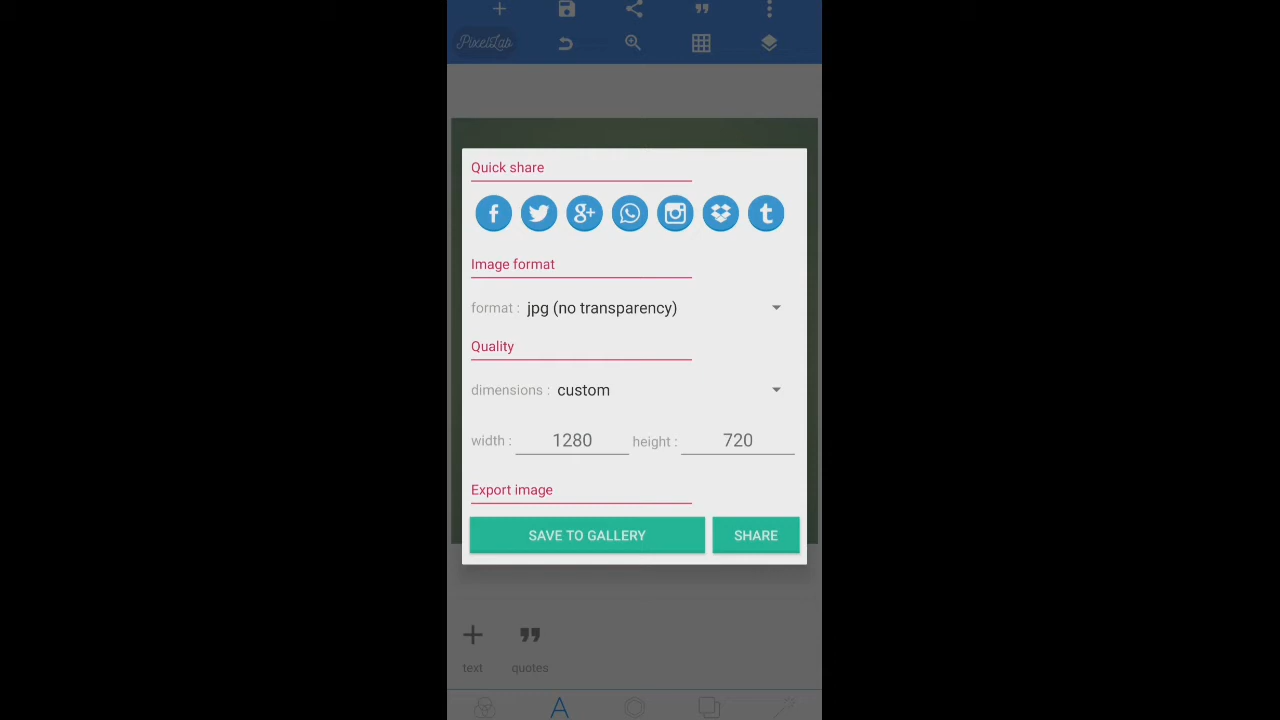 PixelLab
Quick share
Image format
format : jpg (no transparency)
Quality
dimensions : custom
width : 1280 height : 720
Export image
SAVE TO GALLERY SHARE
text quotes